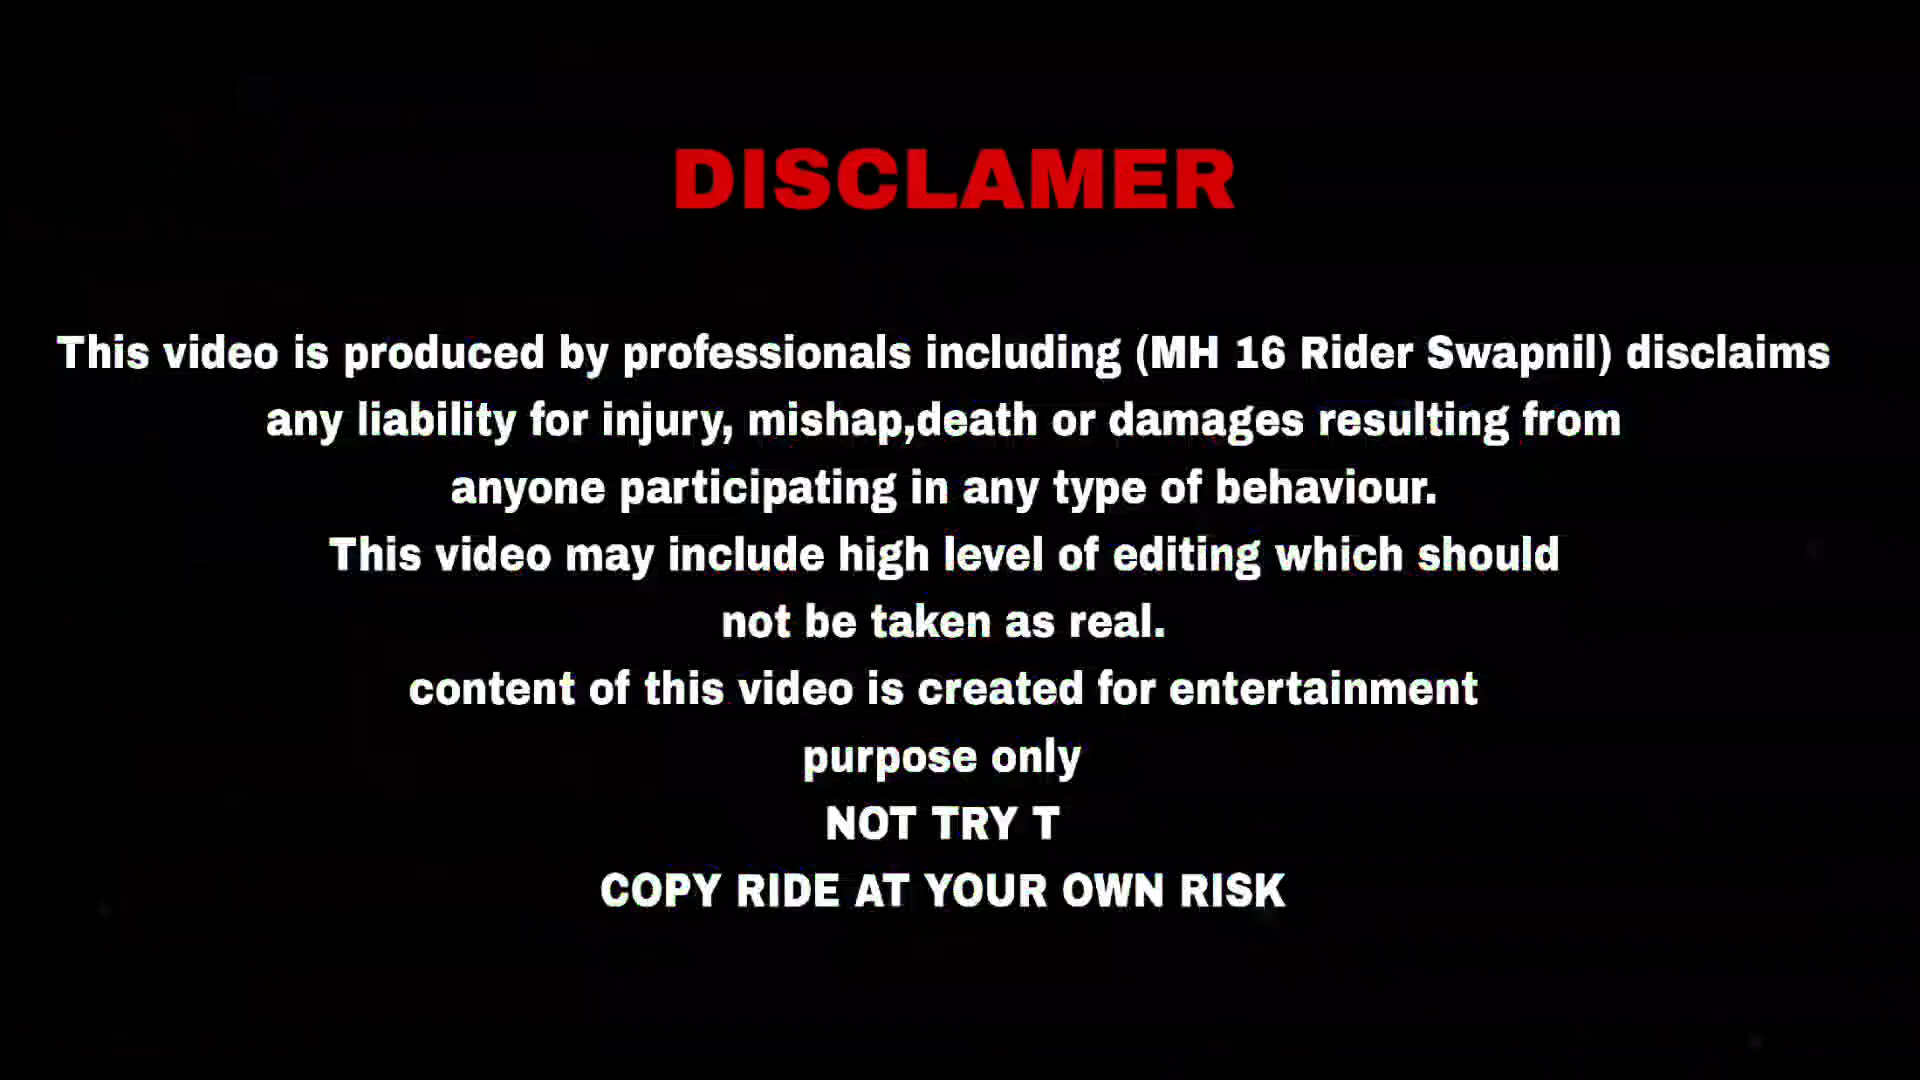 DISCLAMER
This video is produced by professionals including (MH 16 Rider Swapnil) disclaims
any liability for injury, mishap,death or damages resulting from
anyone participating in any type of behaviour.
This video may include high level of editing which should
not be taken as real.
content of this video is created for entertainment
purpose only
NOT TRY T
COPY RIDE AT YOUR OWN RISK